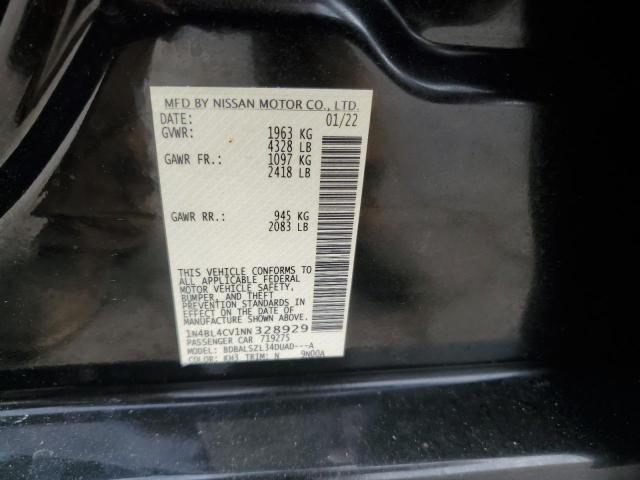 MFD BY NISSAN MOTOR CO., LTD.
DATE: 01/22
GVWR: 1963 KG
4328 LB
GAWR FR.: 1097 KG
2418 LB
GAWR RR.: 945 KG
2083 LB
THIS VEHICLE CONFORMS TO
ALL APPLICABLE FEDERAL
MOTOR VEHICLE SAFETY,
BUMPER, AND THEFT
PREVENTION STANDARDS IN
EFFECT ON THE DATE OF
MANUFACTURE SHOWN ABOVE.
1N4BL4CV1NN328929
PASSENGER CAR 719275
MODEL: BDBALSZL34DUAD---A
COLOR: KH3 TRIM: N 9N00A